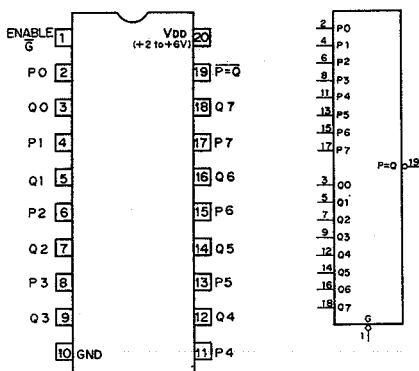 ENABLE
G
1
VDD
(+2 to+6V)
20
P0 2
19 P=Q
Q0 3
18 Q7
P1 4
17 P7
Q1 5
16 Q6
P2 6
15 P6
Q2 7
14 Q5
P3 8
13 P5
Q3 9
12 Q4
10 GND
11 P4
2 P0
4 P1
6 P2
8 P3
11 P4
13 P5
15 P6
17 P7
P=Q 19
3 Q0
5 Q1
7 Q2
9 Q3
12 Q4
14 Q5
16 Q6
18 Q7
G
1